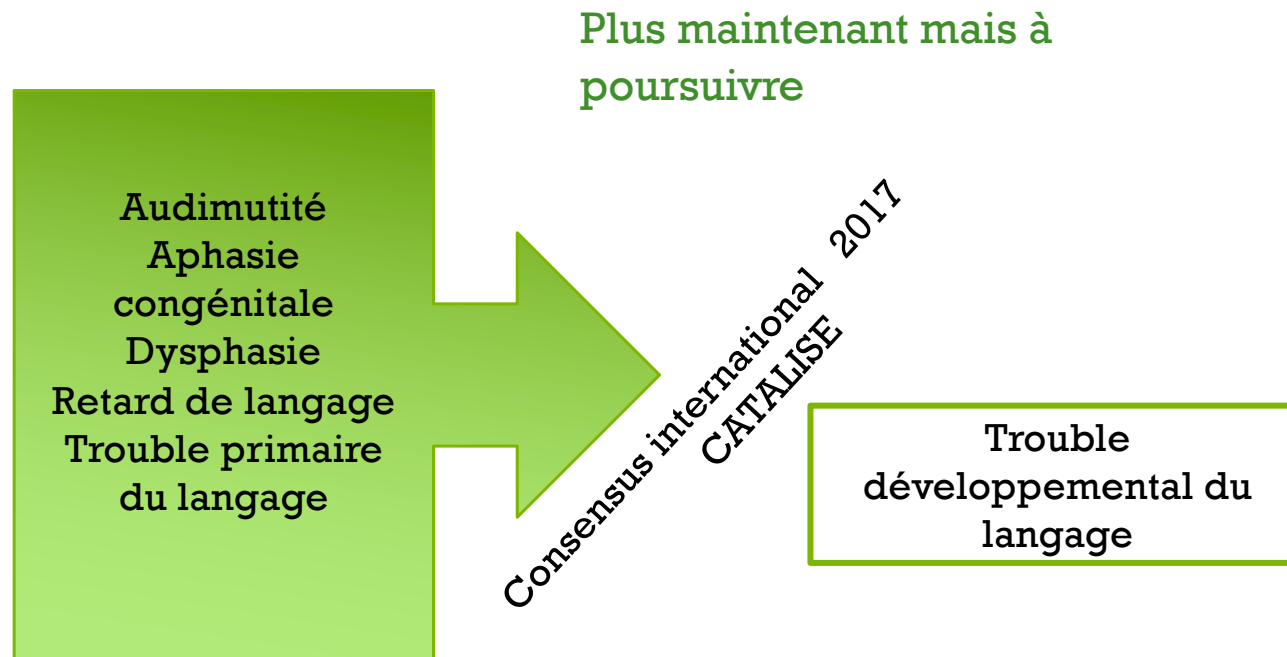 Plus maintenant mais à
poursuivre
Audimutité
Aphasie
congénitale
Dysphasie
Retard de langage
Trouble primaire
du langage
Consensus international 2017
CATALISE
Trouble
développemental du
langage